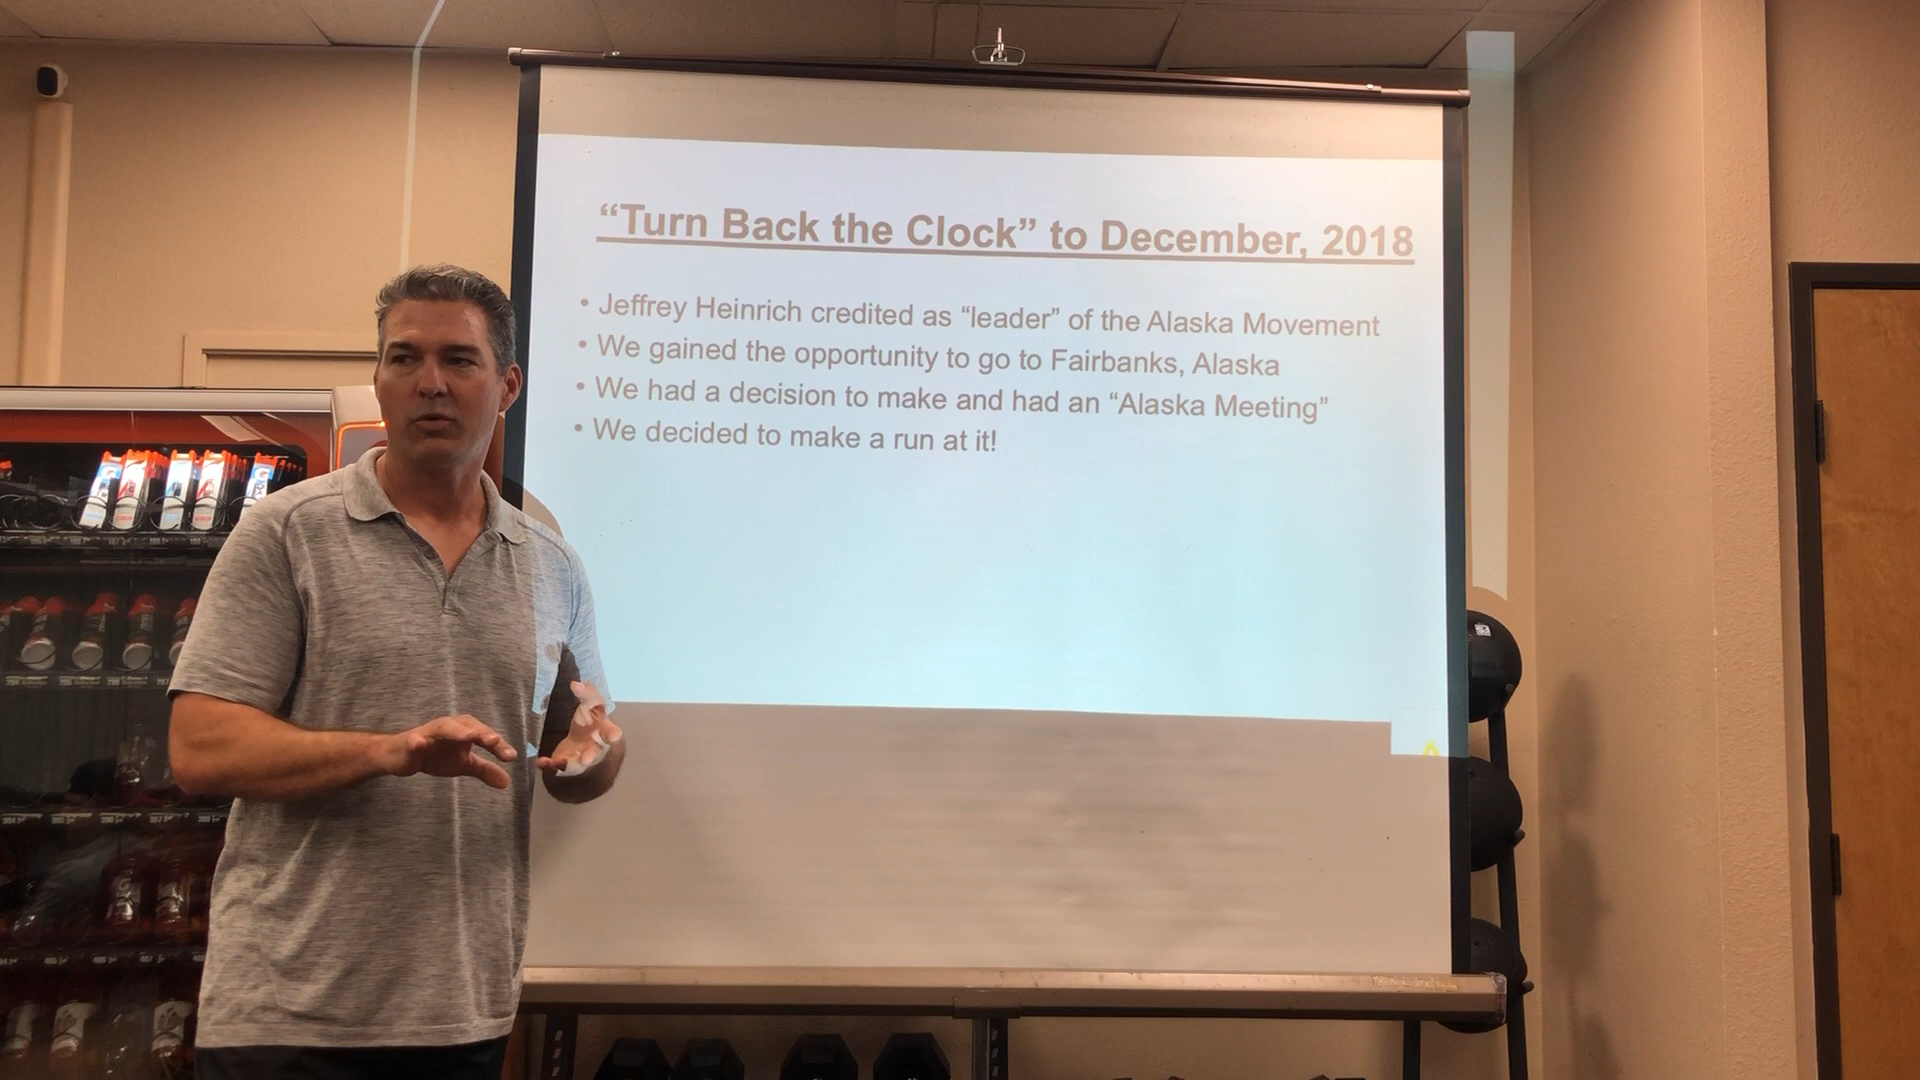 “Turn Back the Clock” to December, 2018
• Jeffrey Heinrich credited as “leader” of the Alaska Movement
• We gained the opportunity to go to Fairbanks, Alaska
• We had a decision to make and had an “Alaska Meeting”
• We decided to make a run at it!